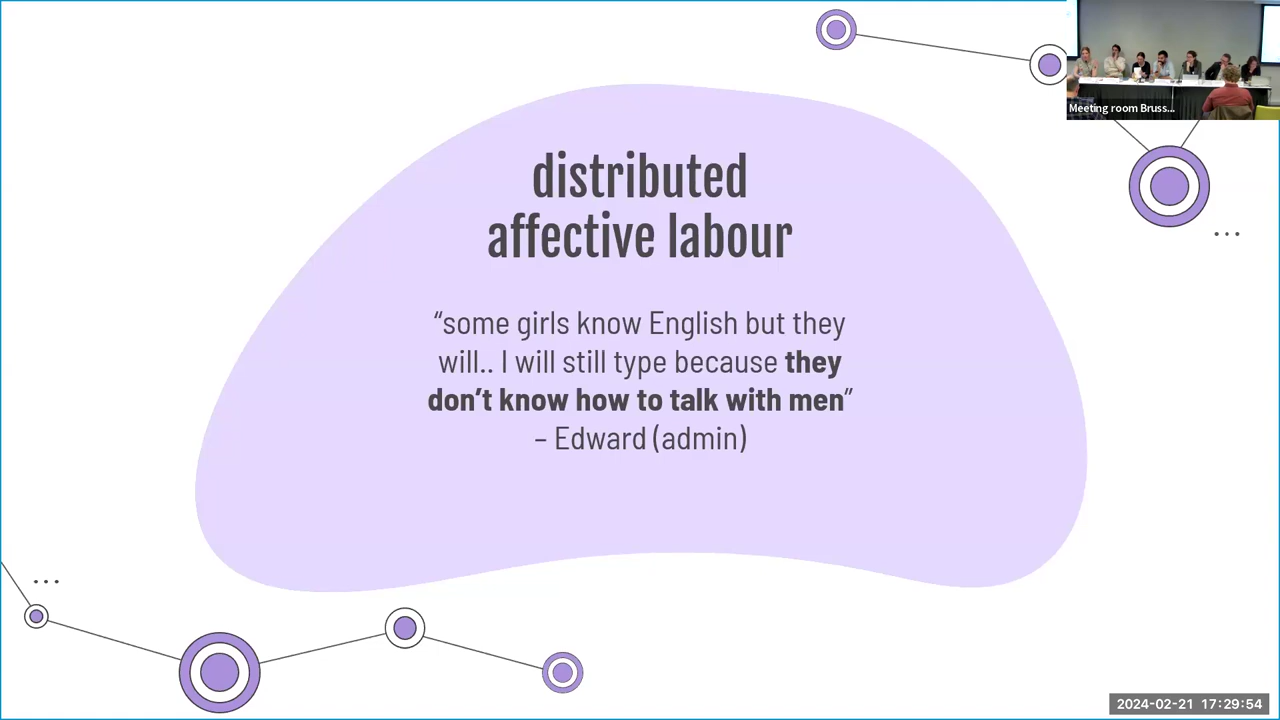 Meeting room Bruss...
distributed
affective labour
“some girls know English but they
will.. I will still type because they
don’t know how to talk with men”
– Edward (admin)
2024-02-21 17:29:54